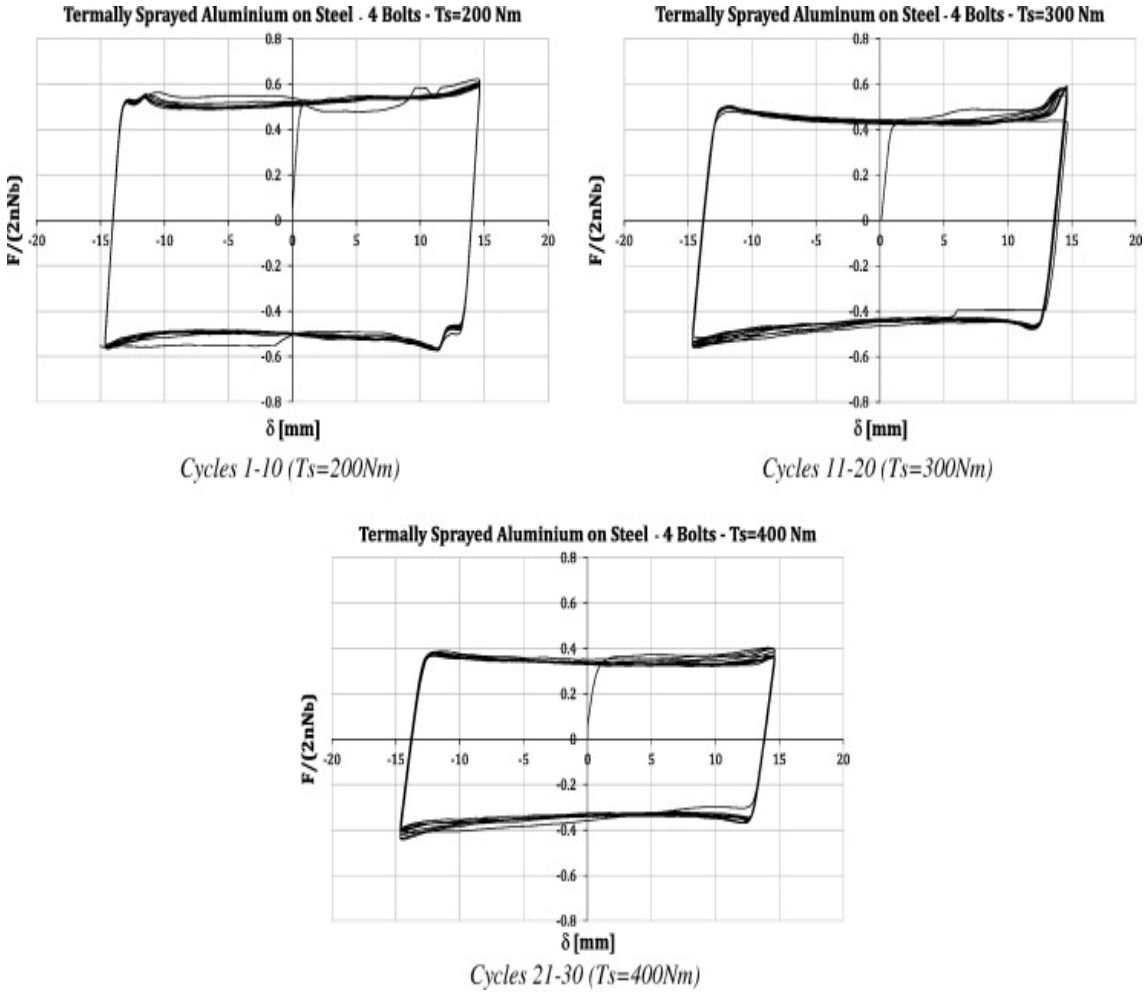 Termally Sprayed Aluminum on Steel - 4 Bolts - Ts=200 Nm
0.8
0.6
0.4
0.2
0
-20 -15 -10 -5 0 5 10 15 20
-0.2
-0.4
-0.6
-0.8
F/(2nNb)
δ [mm]
Cycles 1-10 (Ts=200Nm)
Termally Sprayed Aluminum on Steel - 4 Bolts - Ts=300 Nm
0.8
0.6
0.4
0.2
0
-20 -15 -10 -5 0 5 10 15 20
-0.2
-0.4
-0.6
-0.8
F/(2nNb)
δ [mm]
Cycles 11-20 (Ts=300Nm)
Termally Sprayed Aluminium on Steel - 4 Bolts - Ts=400 Nm
0.8
0.6
0.4
0.2
0
-20 -15 -10 -5 0 5 10 15 20
-0.2
-0.4
-0.6
-0.8
F/(2nNb)
δ [mm]
Cycles 21-30 (Ts=400Nm)